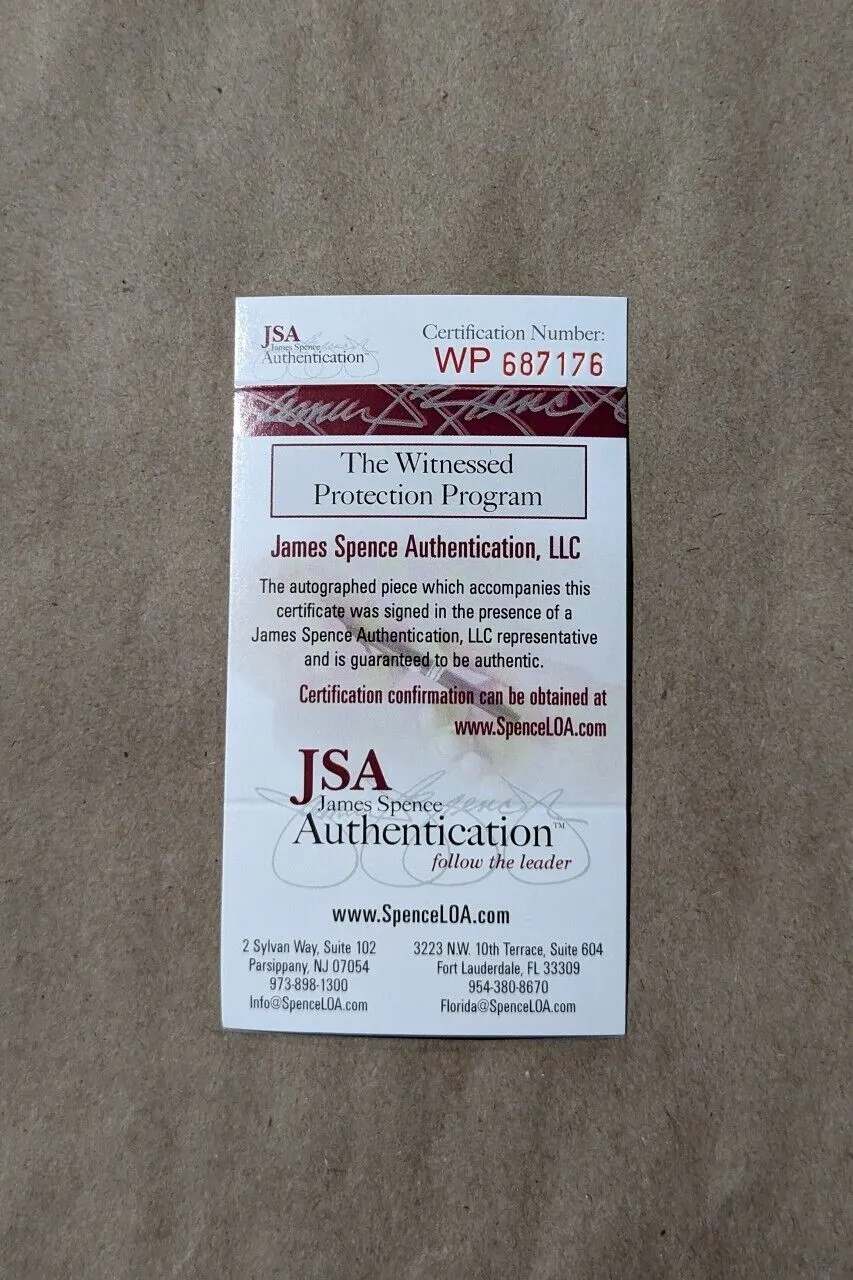 JSA
James Spence
Authentication™
Certification Number:
WP 687176
James Spence
The Witnessed
Protection Program
James Spence Authentication, LLC
The autographed piece which accompanies this
certificate was signed in the presence of a
James Spence Authentication, LLC representative
and is guaranteed to be authentic.
Certification confirmation can be obtained at
www.SpenceLOA.com
JSA
James Spence
Authentication™
follow the leader
www.SpenceLOA.com
2 Sylvan Way, Suite 102
Parsippany, NJ 07054
973-898-1300
Info@SpenceLOA.com
3223 N.W. 10th Terrace, Suite 604
Fort Lauderdale, FL 33309
954-380-8670
Florida@SpenceLOA.com